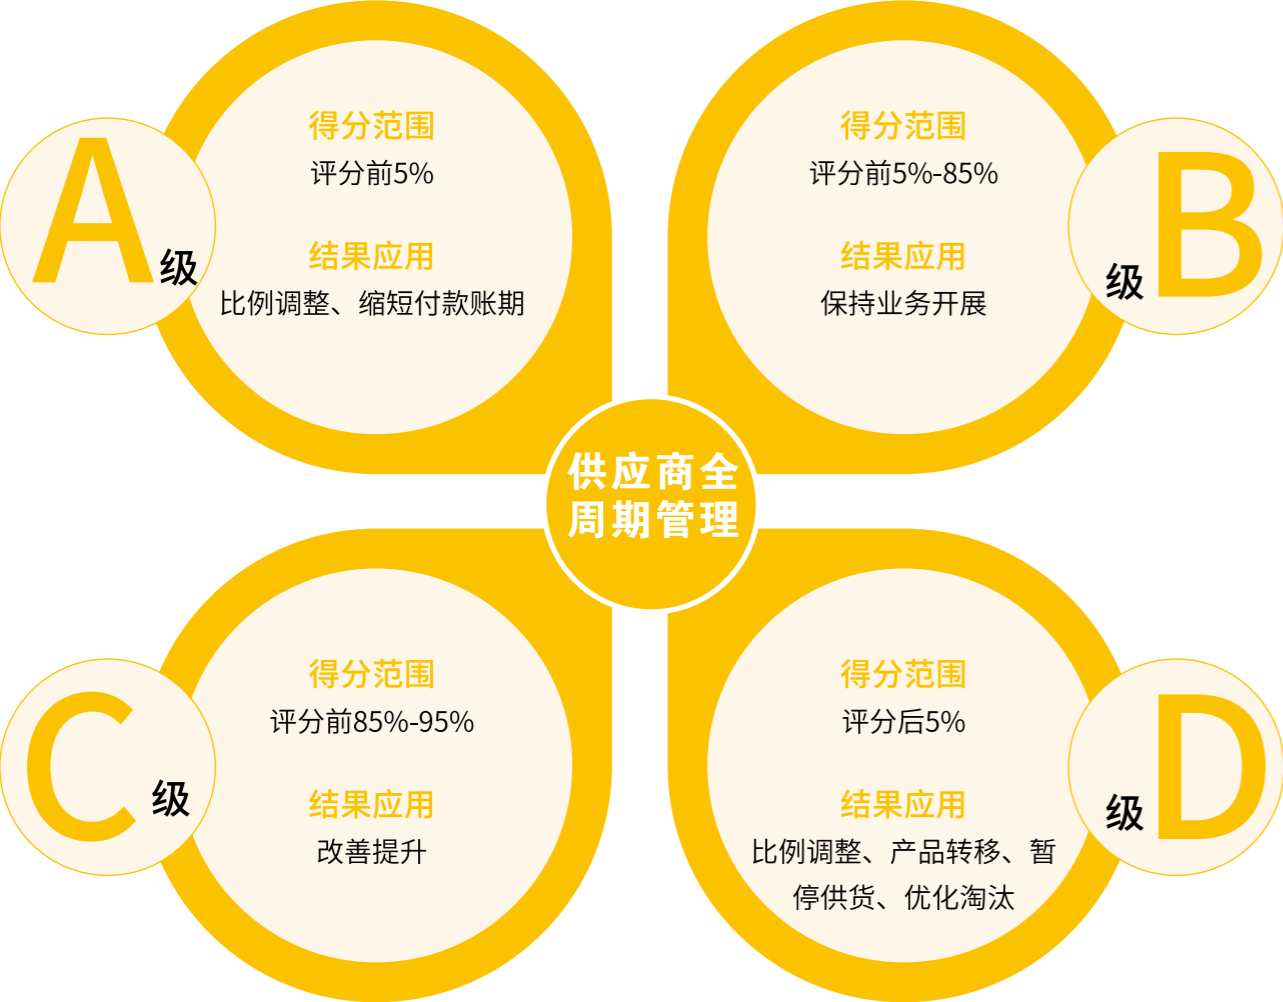 A
级
得分范围
评分前5%
结果应用
比例调整、缩短付款账期
得分范围
评分前5%-85%
结果应用
保持业务开展
级
B
供应商全
周期管理
C
级
得分范围
评分前85%-95%
结果应用
改善提升
得分范围
评分后5%
结果应用
比例调整、产品转移、暂
停供货、优化淘汰
级
D